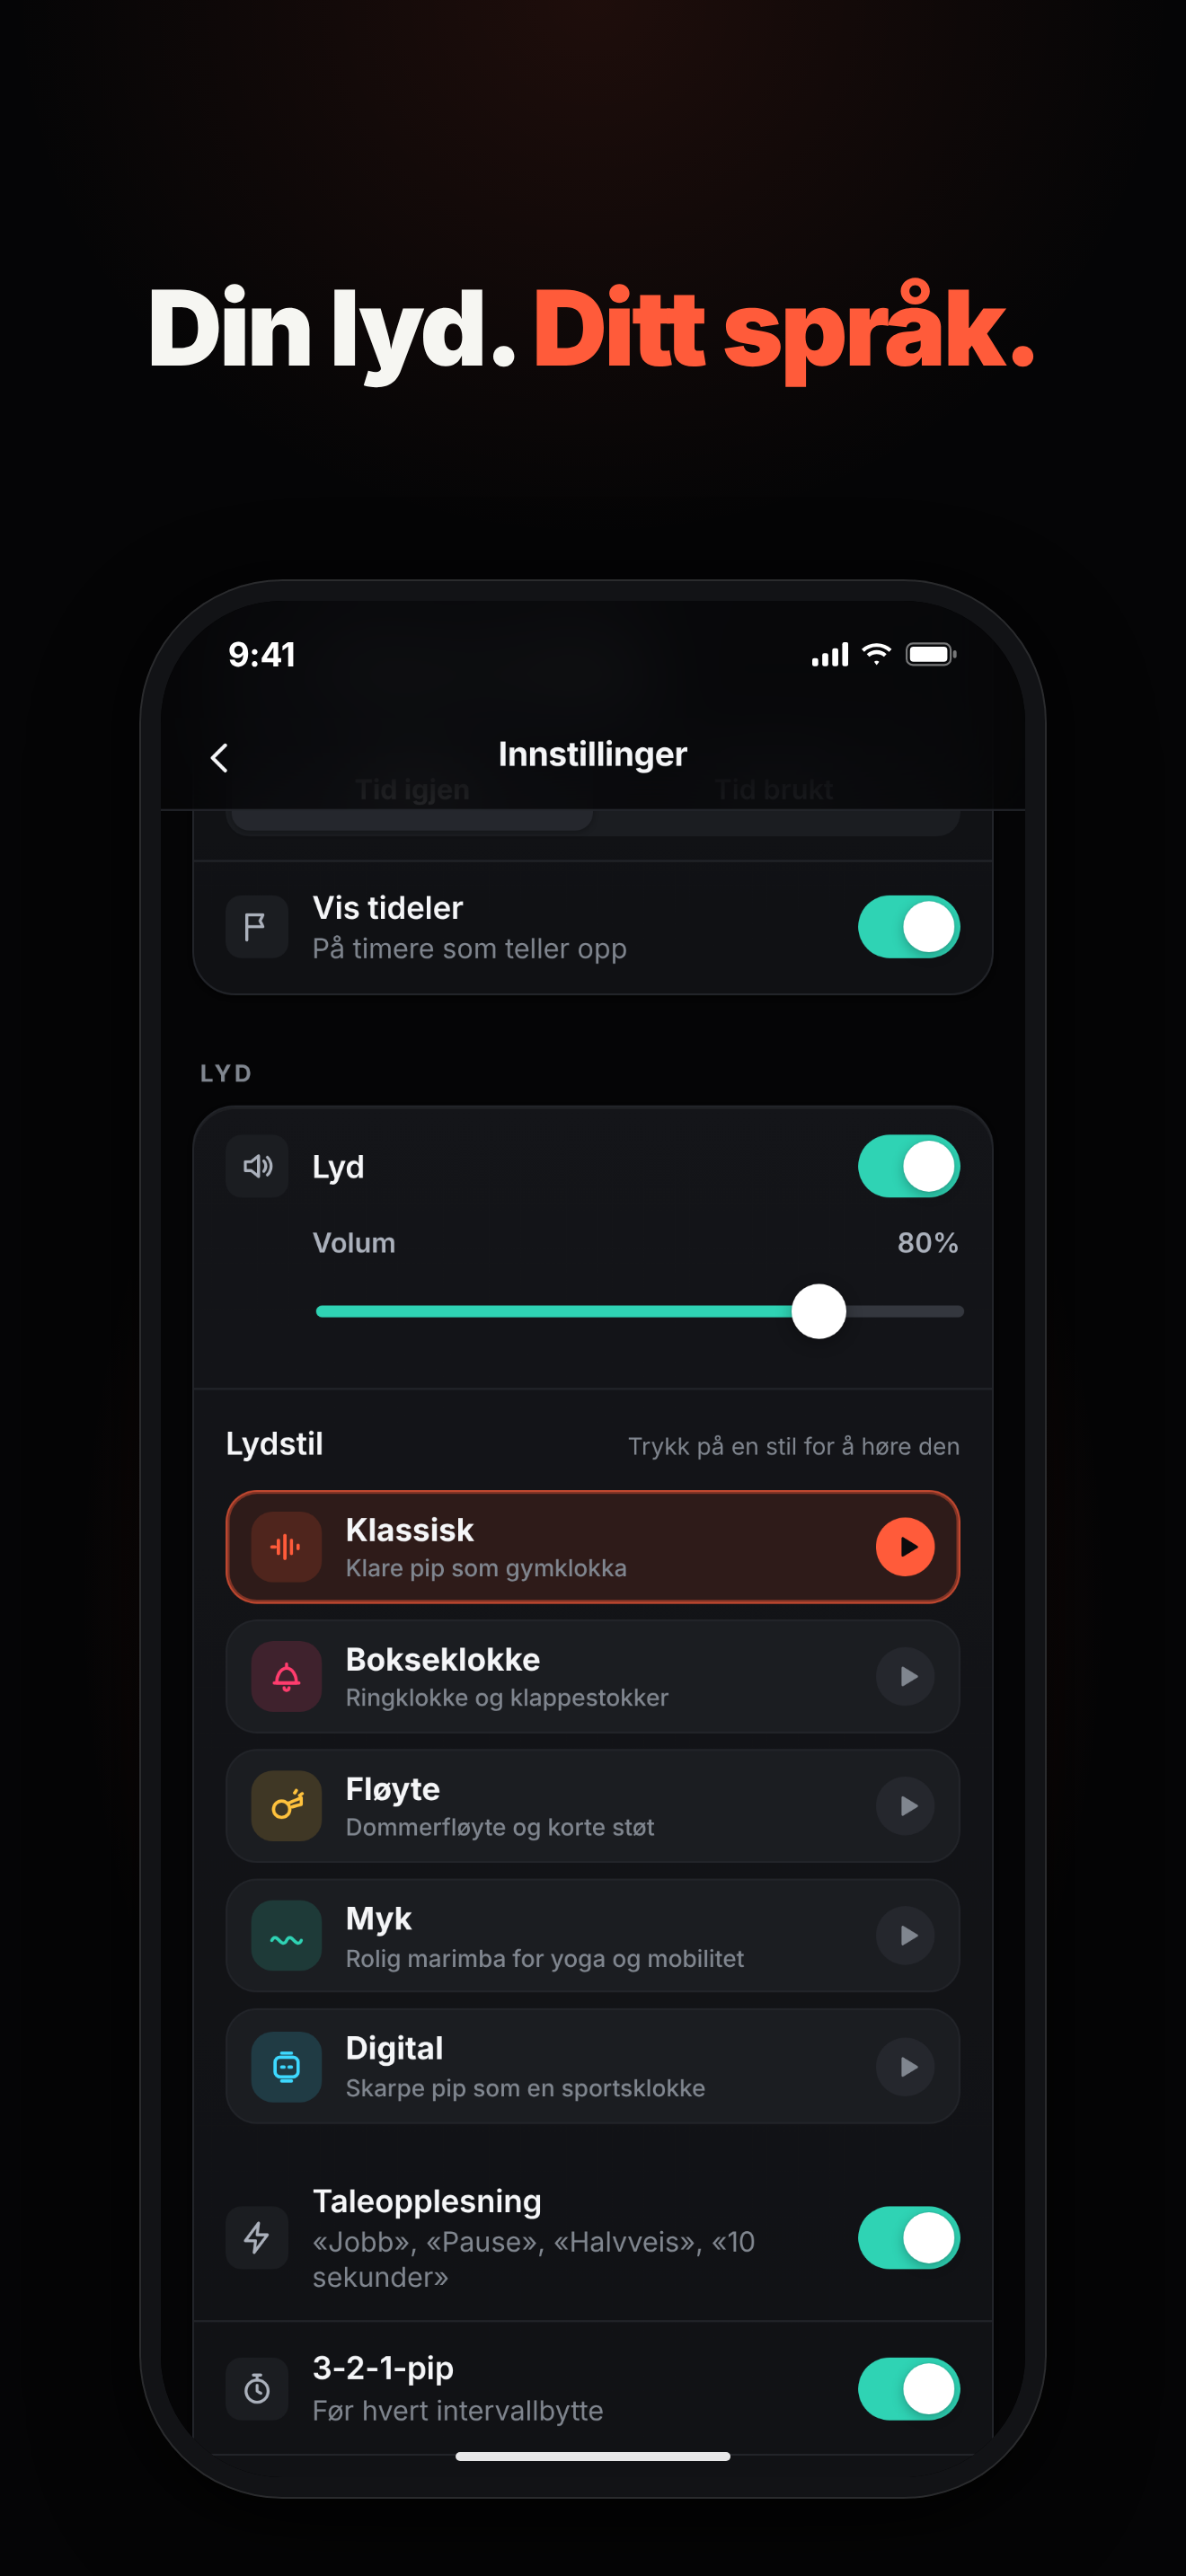 Din lyd. Ditt språk.
9:41
Innstillinger
Tid igjen Tid brukt
Vis tideler
På timere som teller opp
LYD
Lyd
Volum 80%
Lydstil Trykk på en stil for å høre den
Klassisk
Klare pip som gymklokka
Bokseklokke
Ringklokke og klappestokker
Fløyte
Dommerfløyte og korte støt
Myk
Rolig marimba for yoga og mobilitet
Digital
Skarpe pip som en sportsklokke
Taleopplesning
«Jobb», «Pause», «Halvveis», «10
sekunder»
3-2-1-pip
Før hvert intervallbytte